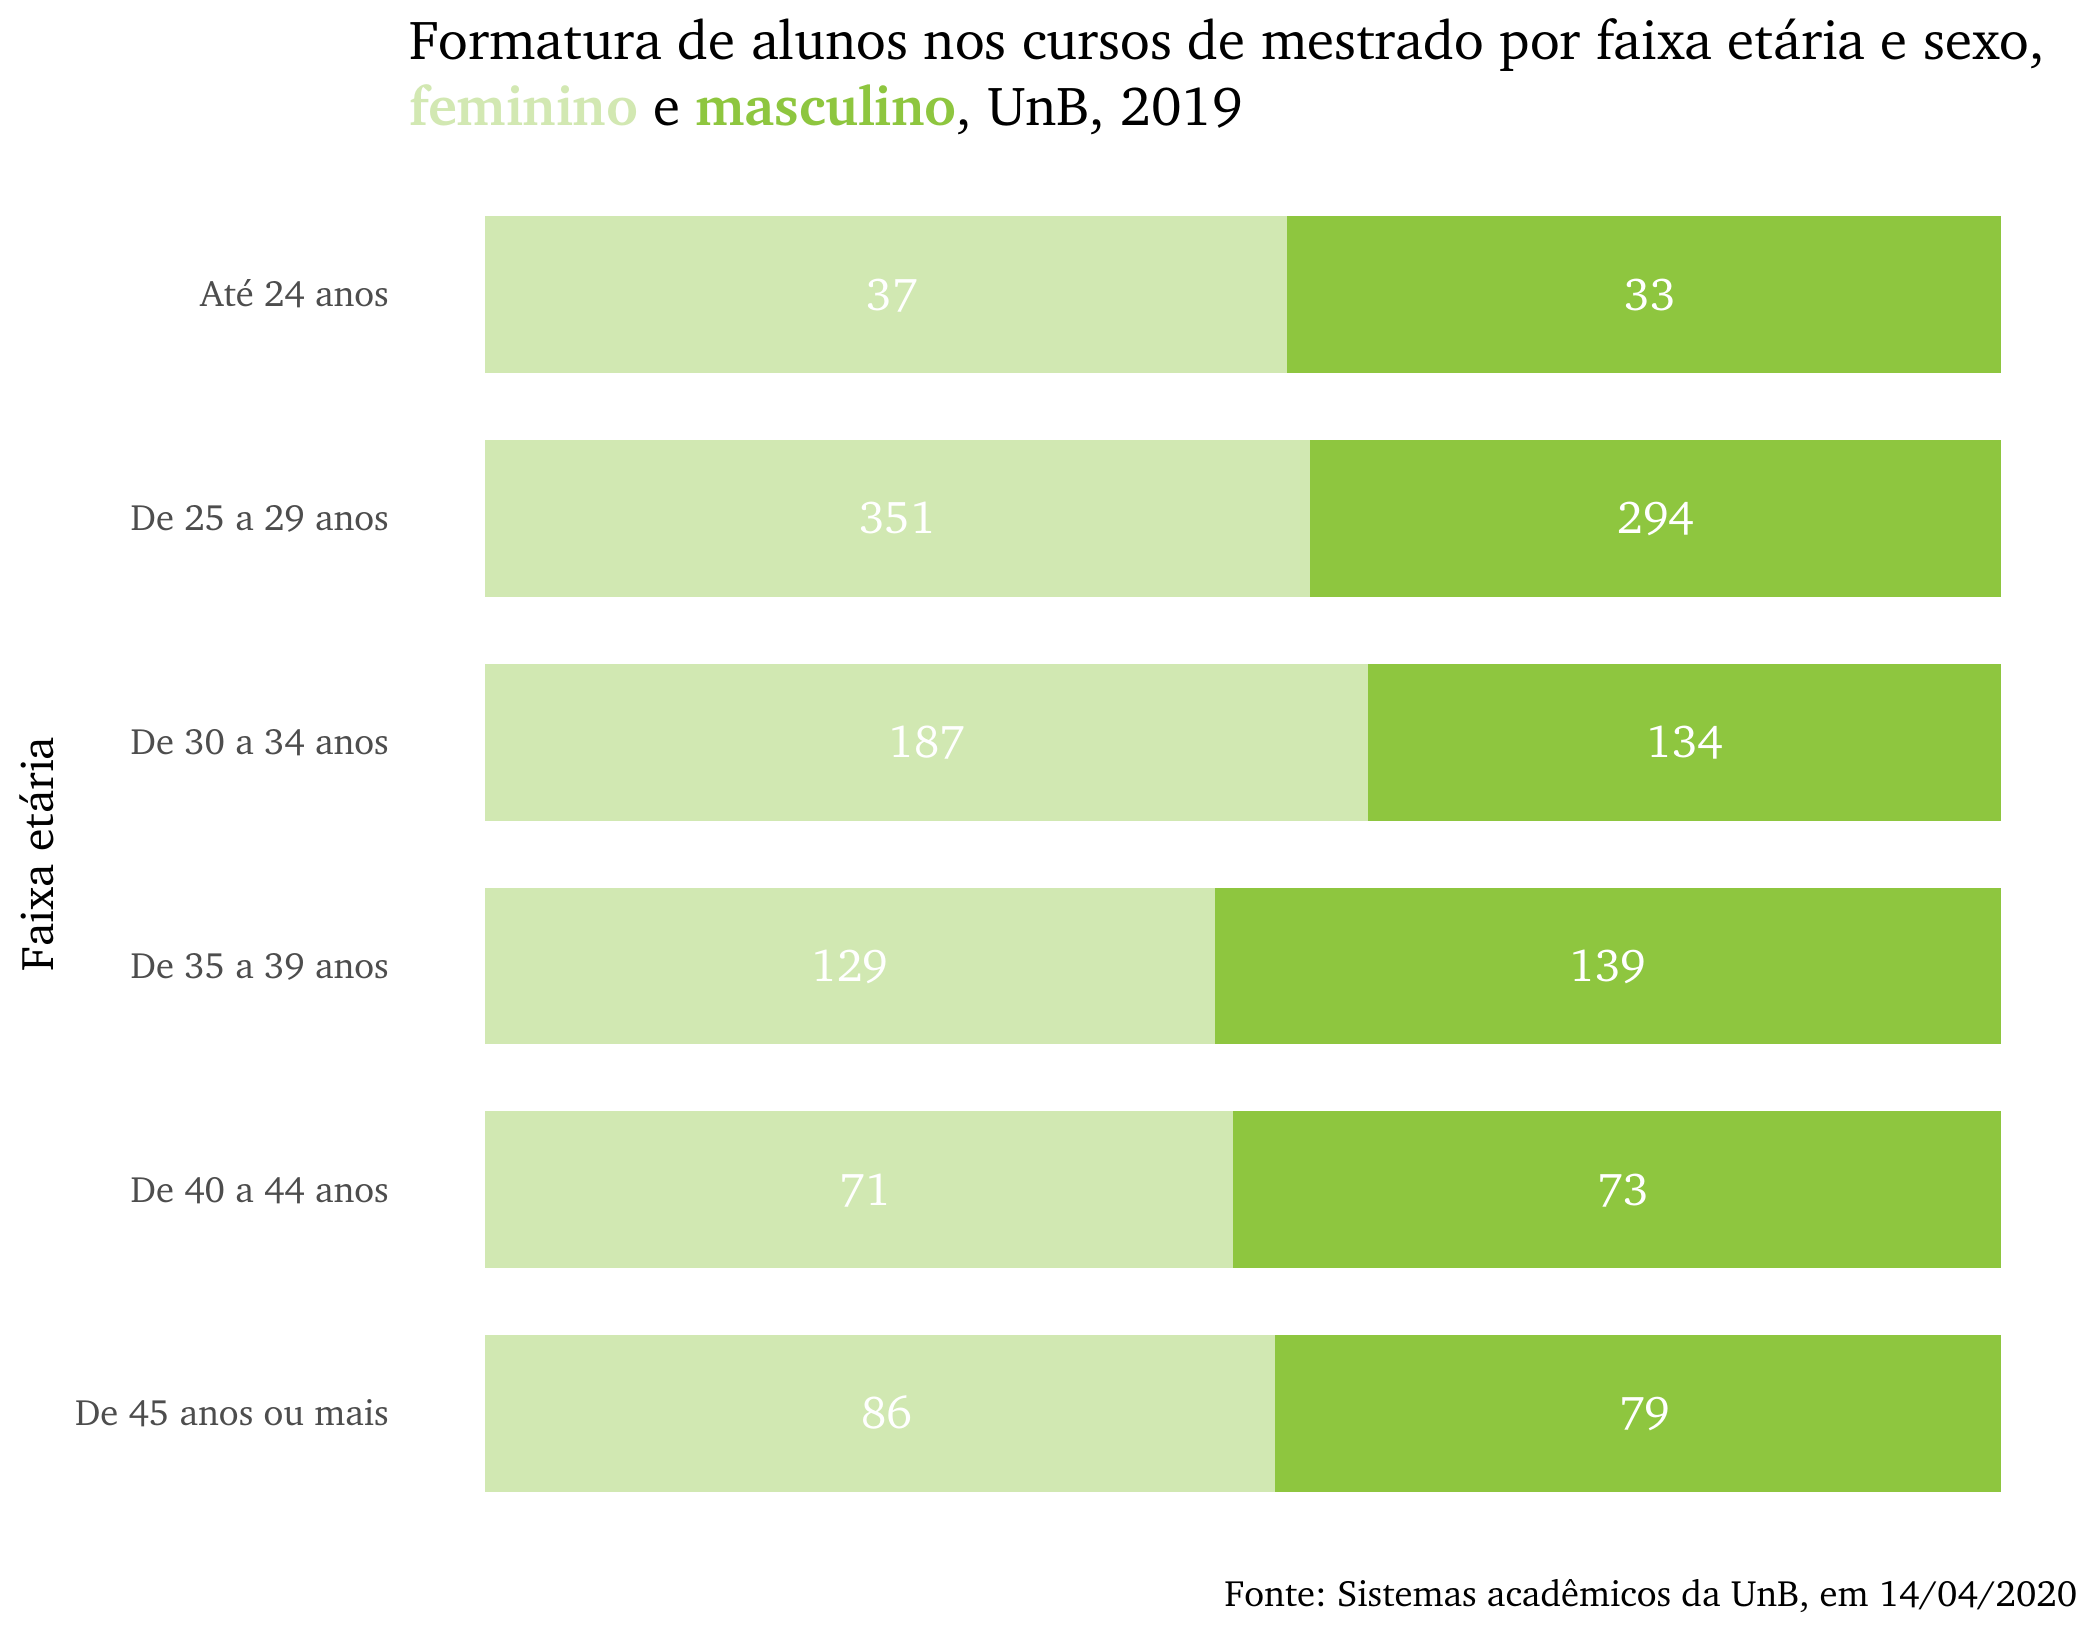 Formatura de alunos nos cursos de mestrado por faixa etária e sexo,
feminino e masculino, UnB, 2019
Faixa etária
Até 24 anos 37 33
De 25 a 29 anos 351 294
De 30 a 34 anos 187 134
De 35 a 39 anos 129 139
De 40 a 44 anos 71 73
De 45 anos ou mais 86 79
Fonte: Sistemas acadêmicos da UnB, em 14/04/2020